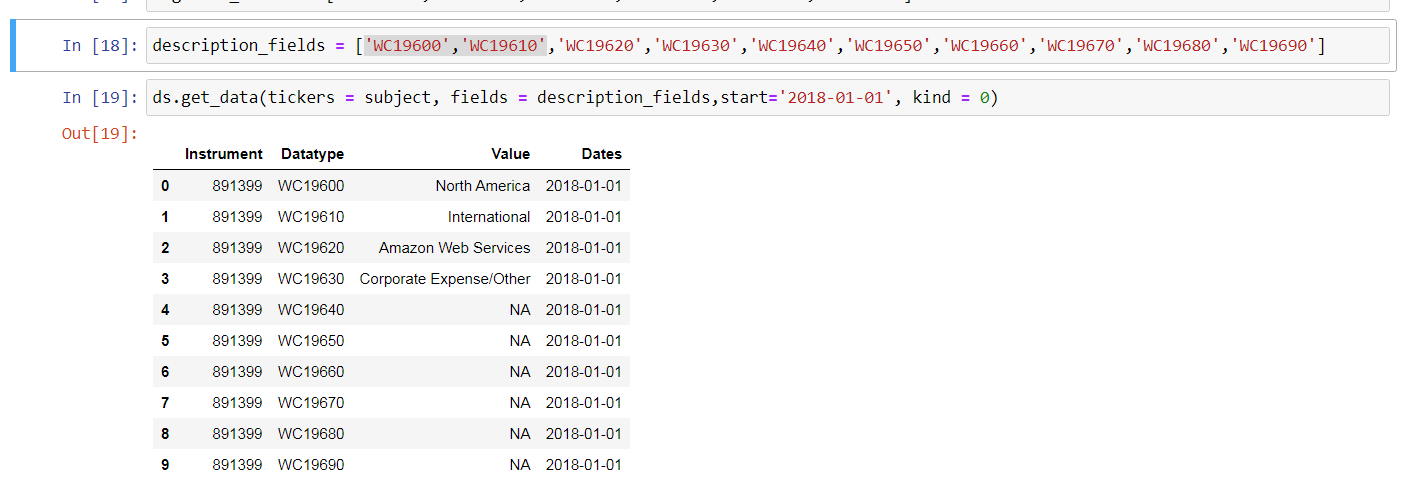 In [18]: description_fields = ['WC19600','WC19610','WC19620','WC19630','WC19640','WC19650','WC19660','WC19670','WC19680','WC19690']
In [19]: ds.get_data(tickers = subject, fields = description_fields,start='2018-01-01', kind = 0)
Out[19]:
Instrument Datatype Value Dates
0 891399 WC19600 North America 2018-01-01
1 891399 WC19610 International 2018-01-01
2 891399 WC19620 Amazon Web Services 2018-01-01
3 891399 WC19630 Corporate Expense/Other 2018-01-01
4 891399 WC19640 NA 2018-01-01
5 891399 WC19650 NA 2018-01-01
6 891399 WC19660 NA 2018-01-01
7 891399 WC19670 NA 2018-01-01
8 891399 WC19680 NA 2018-01-01
9 891399 WC19690 NA 2018-01-01